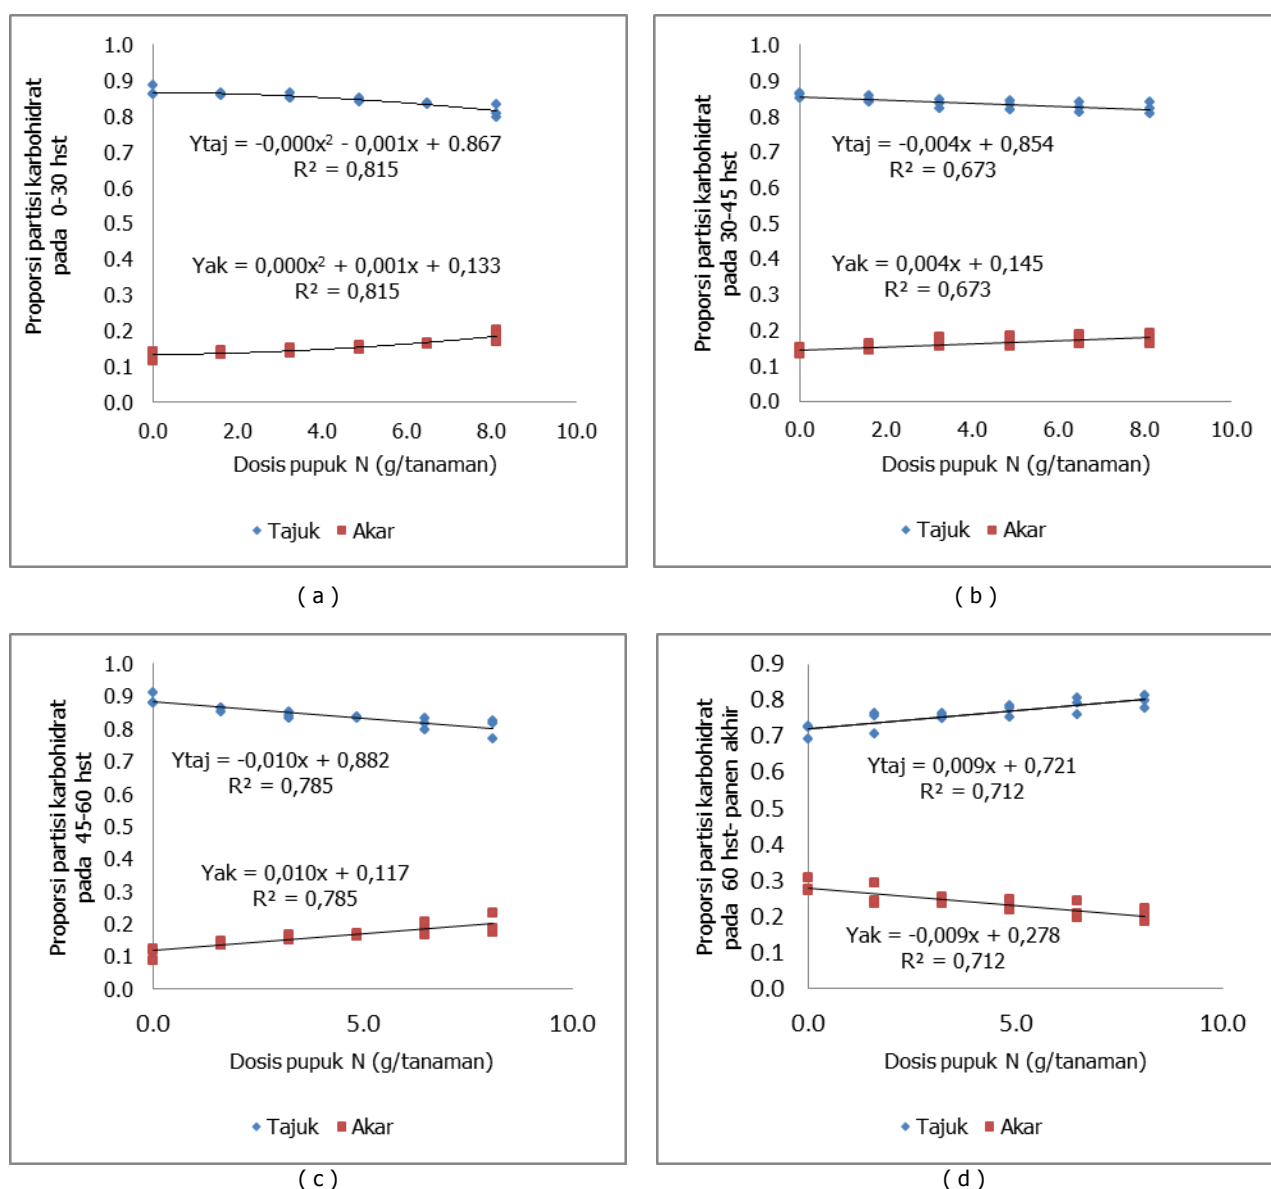 Proporsi partisi karbohidrat
pada 0-30 hst
1.0
0.9
0.8
0.7
0.6
0.5
0.4
0.3
0.2
0.1
0.0
Ytaj = -0,000x² - 0,001x + 0.867
R² = 0,815
Yak = 0,000x² + 0,001x + 0,133
R² = 0,815
0.0 2.0 4.0 6.0 8.0 10.0
Dosis pupuk N (g/tanaman)
Tajuk Akar
( a )
Proporsi partisi karbohidrat
pada 30-45 hst
1.0
0.9
0.8
0.7
0.6
0.5
0.4
0.3
0.2
0.1
0.0
Ytaj = -0,004x + 0,854
R² = 0,673
Yak = 0,004x + 0,145
R² = 0,673
0.0 2.0 4.0 6.0 8.0 10.0
Dosis pupuk N (g/tanaman)
Tajuk Akar
( b )
Proporsi partisi karbohidrat
pada 45-60 hst
1.0
0.9
0.8
0.7
0.6
0.5
0.4
0.3
0.2
0.1
0.0
Ytaj = -0,010x + 0,882
R² = 0,785
Yak = 0,010x + 0,117
R² = 0,785
0.0 5.0 10.0
Dosis pupuk N (g/tanaman)
Tajuk Akar
( c )
Proporsi partisi karbohidrat
pada 60 hst- panen akhir
0.9
0.8
0.7
0.6
0.5
0.4
0.3
0.2
0.1
0.0
Ytaj = 0,009x + 0,721
R² = 0,712
Yak = -0,009x + 0,278
R² = 0,712
0.0 5.0 10.0
Dosis pupuk N (g/tanaman)
Tajuk Akar
( d )